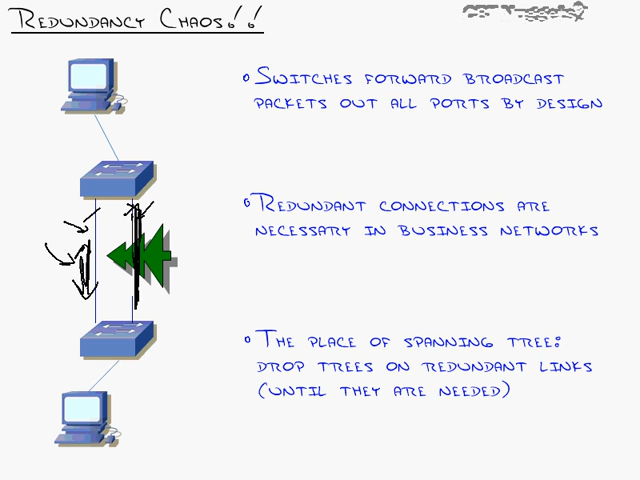 Redundancy Chaos!!
Switches forward broadcast
packets out all ports by design
Redundant connections are
necessary in business networks
The place of spanning tree:
drop trees on redundant links
(until they are needed)